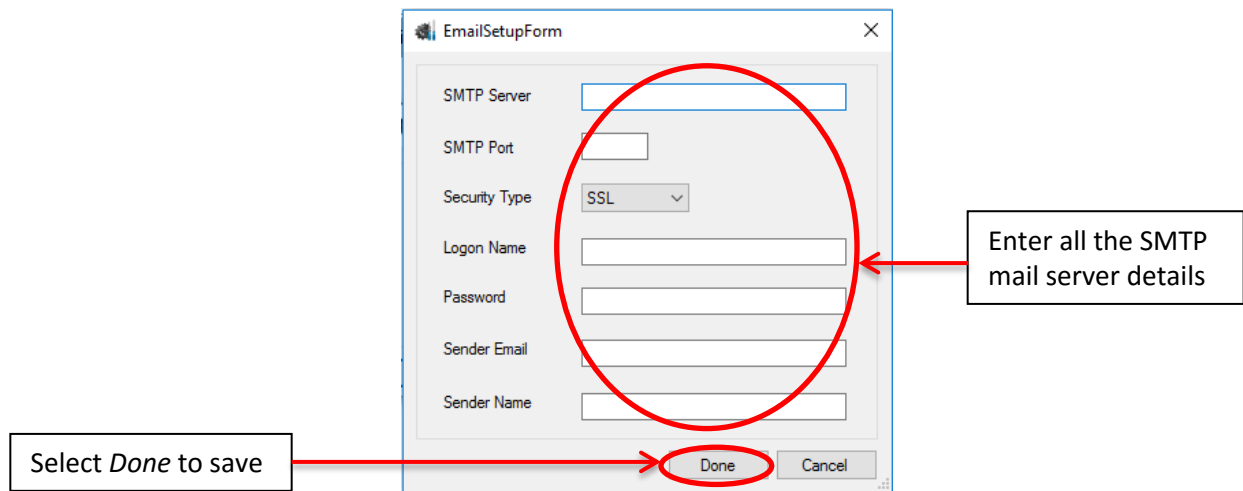 EmailSetupForm
SMTP Server
SMTP Port
Security Type
SSL
Logon Name
Enter all the SMTP
mail server details
Password
Sender Email
Sender Name
Select Done to save
Done
Cancel